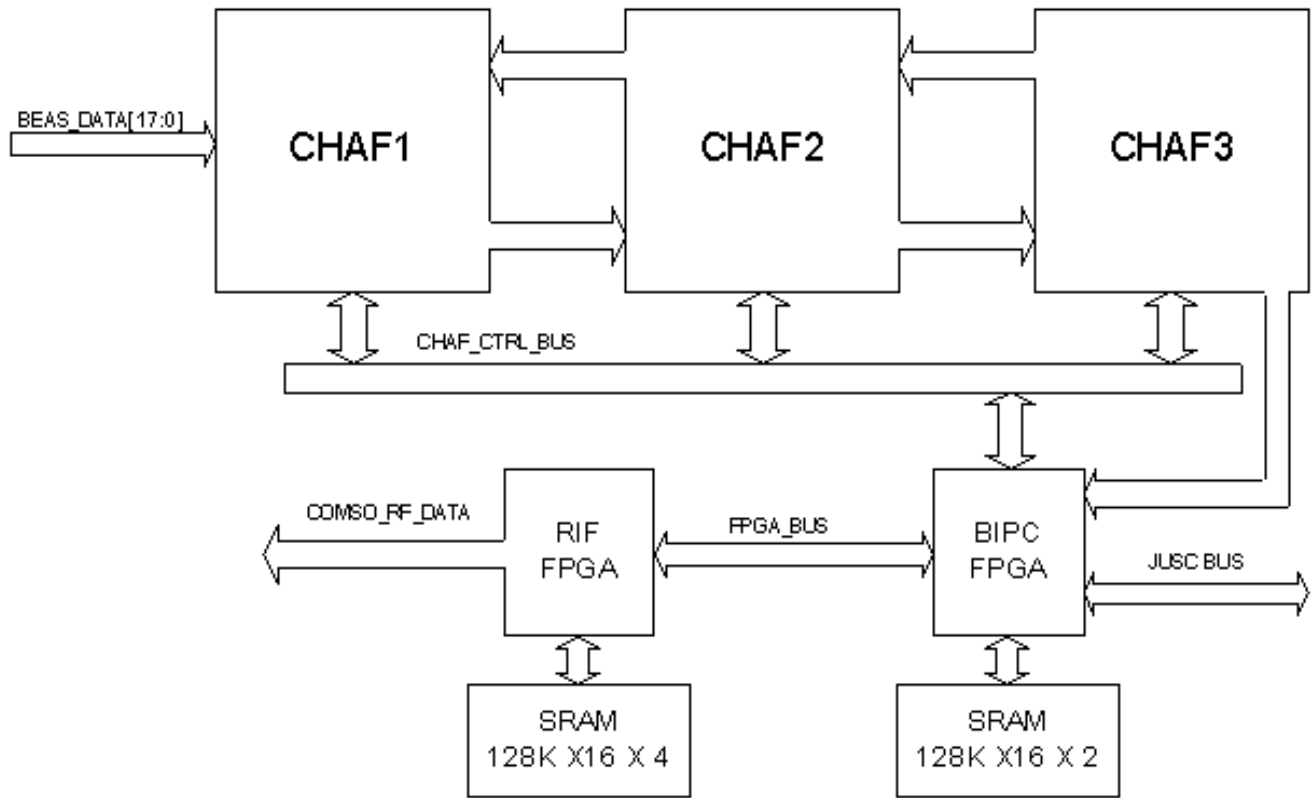 BEAS_DATA[17:0]
CHAF1
CHAF2
CHAF3
CHAF_CTRL_BUS
COMSO_RF_DATA
RIF
FPGA
FPGA_BUS
BIPC
FPGA
JUSC BUS
SRAM
128K X16 X 4
SRAM
128K X16 X 2